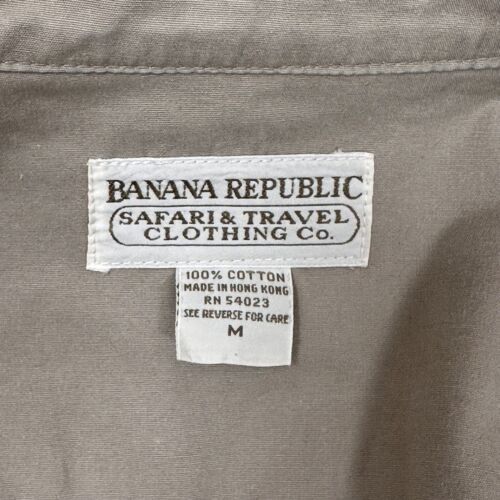 BANANA REPUBLIC
SAFARI & TRAVEL
CLOTHING CO.
100% COTTON
MADE IN HONG KONG
RN 54023
SEE REVERSE FOR CARE
M